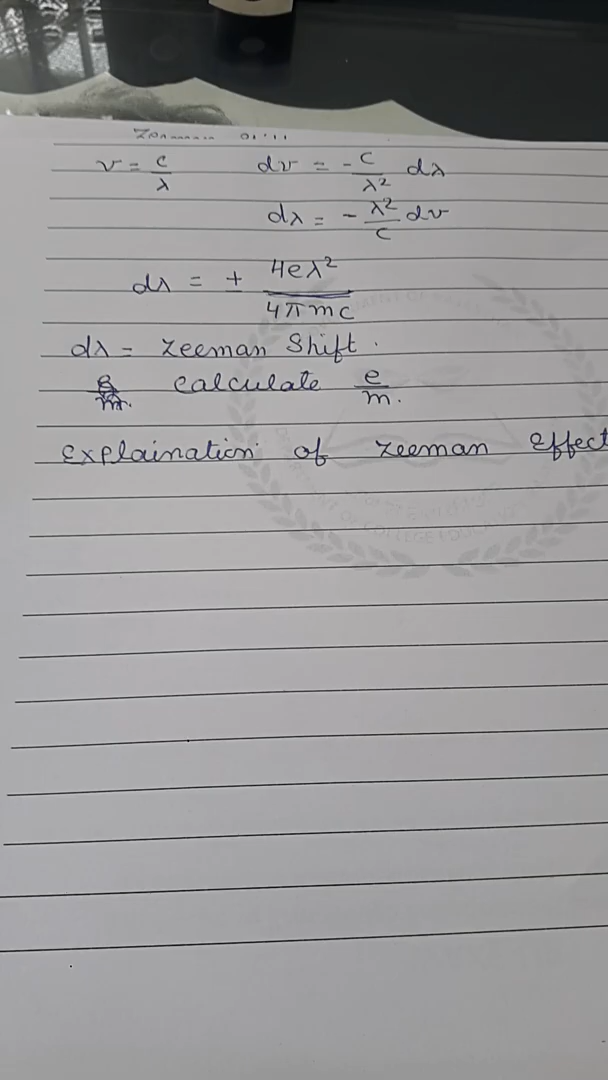 ν = c/λ dν = -c/λ² dλ
dλ = - λ²/c dν
dλ = ± Heλ²/4πmc
dλ = Zeeman Shift.
calculate e/m.
explaination of zeeman effect